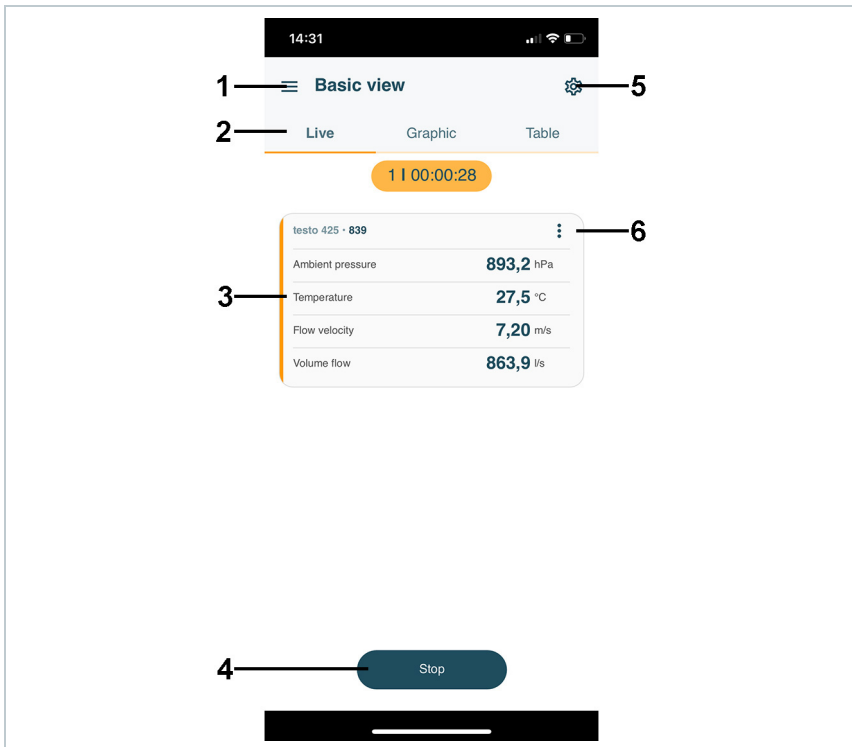 14:31
1 Basic view 5
2 Live Graphic Table
1 I 00:00:28
testo 425 · 839 6
Ambient pressure 893,2 hPa
3 Temperature 27,5 °C
Flow velocity 7,20 m/s
Volume flow 863,9 l/s
4 Stop